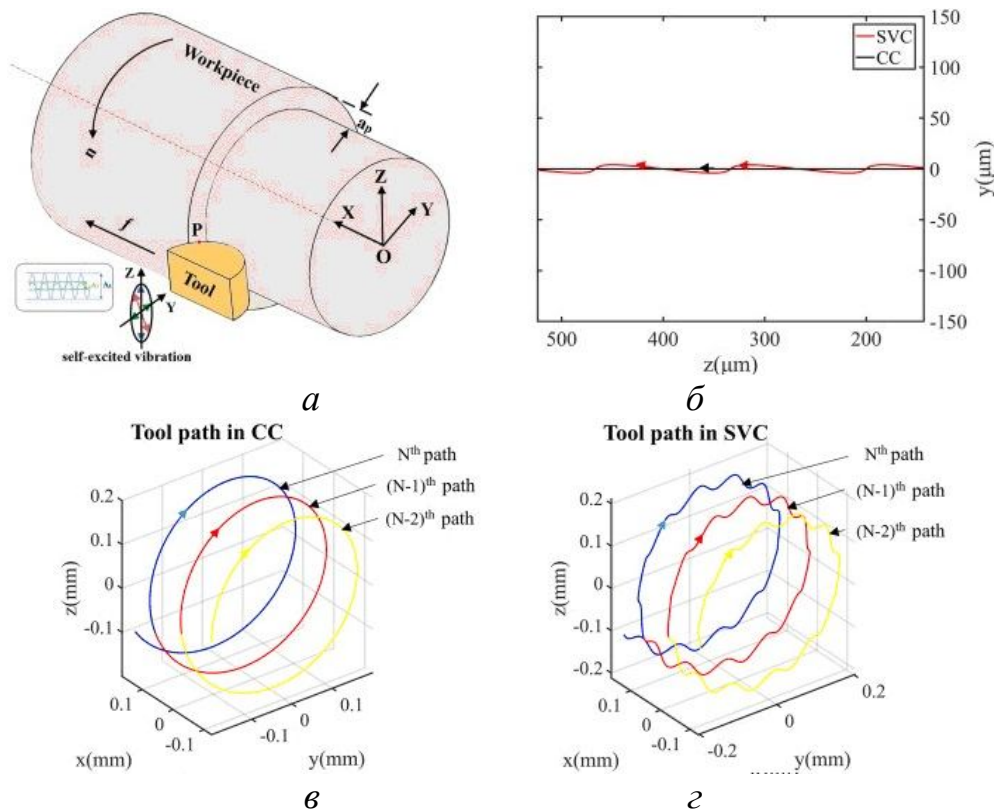 Workpiece
n
aₚ
Z
X
Y
O
f
P
Tool
Z
Y
self-excited vibration
а
150
100
50
0
-50
-100
-150
y(μm)
SVC
CC
500
400
300
200
z(μm)
б
Tool path in CC
Nᵗʰ path
(N-1)ᵗʰ path
(N-2)ᵗʰ path
0.2
0.1
0
-0.1
z(mm)
0.1
0
-0.1
x(mm)
-0.1
0
0.1
y(mm)
в
Tool path in SVC
Nᵗʰ path
(N-1)ᵗʰ path
(N-2)ᵗʰ path
0.2
0.1
0
-0.1
-0.2
z(mm)
0.1
0
-0.1
x(mm)
-0.2
0
0.2
y(mm)
г